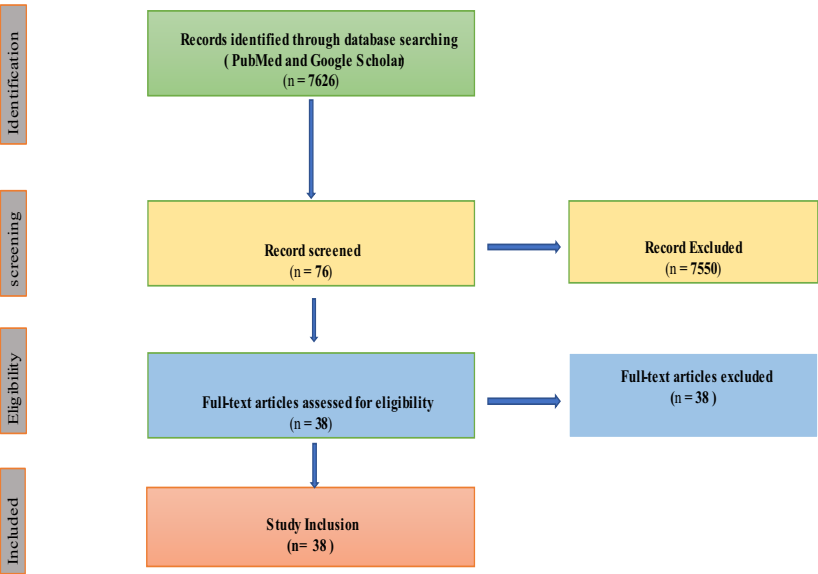 Identification
Records identified through database searching
( PubMed and Google Scholar)
(n = 7626)
screening
Record screened
(n = 76)
Record Excluded
(n = 7550)
Eligibility
Full-text articles assessed for eligibility
(n = 38)
Full-text articles excluded
(n = 38 )
Included
Study Inclusion
(n= 38 )